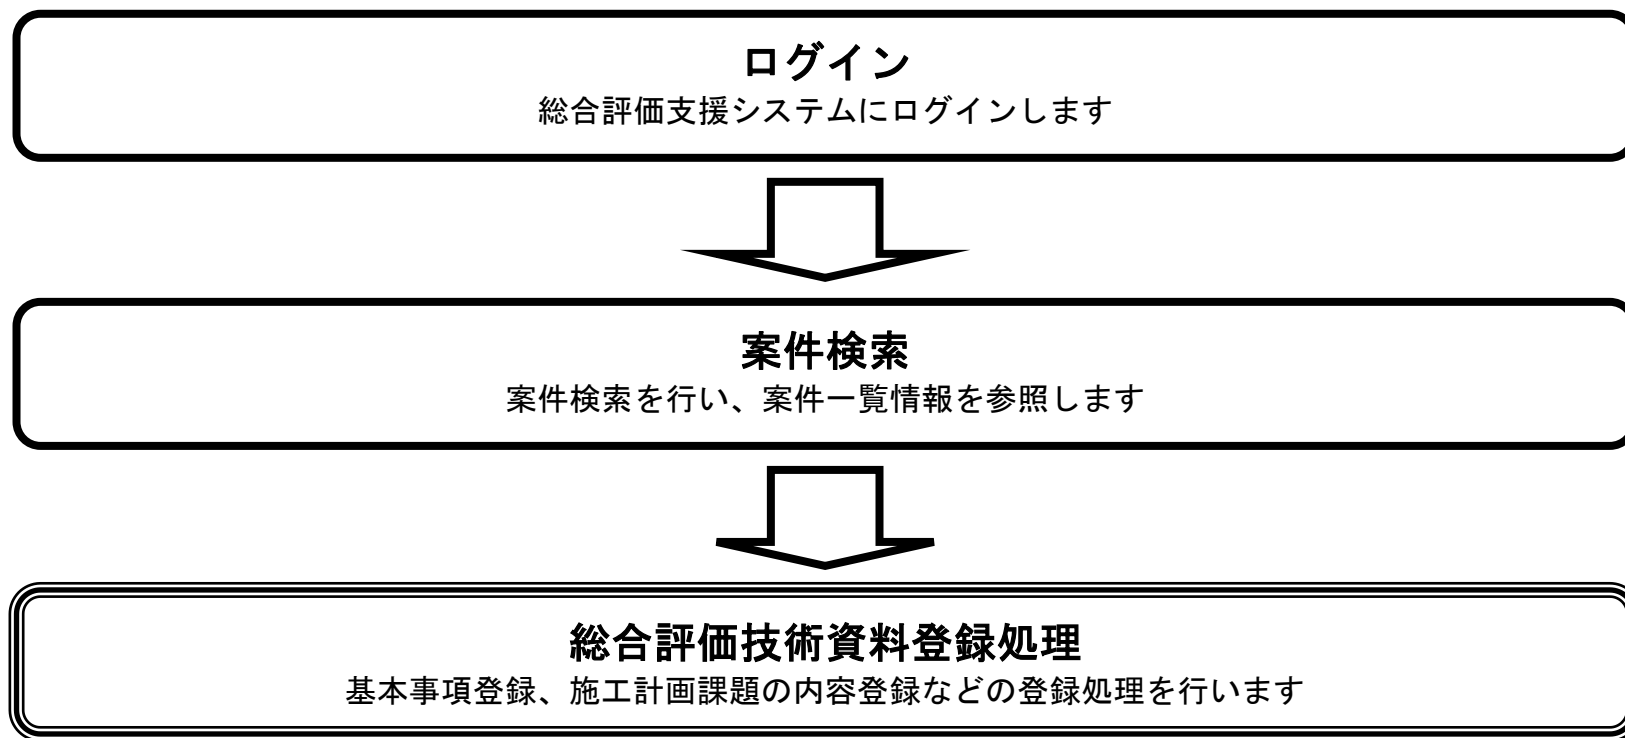 ログイン
総合評価支援システムにログインします
案件検索
案件検索を行い、案件一覧情報を参照します
総合評価技術資料登録処理
基本事項登録、施工計画課題の内容登録などの登録処理を行います